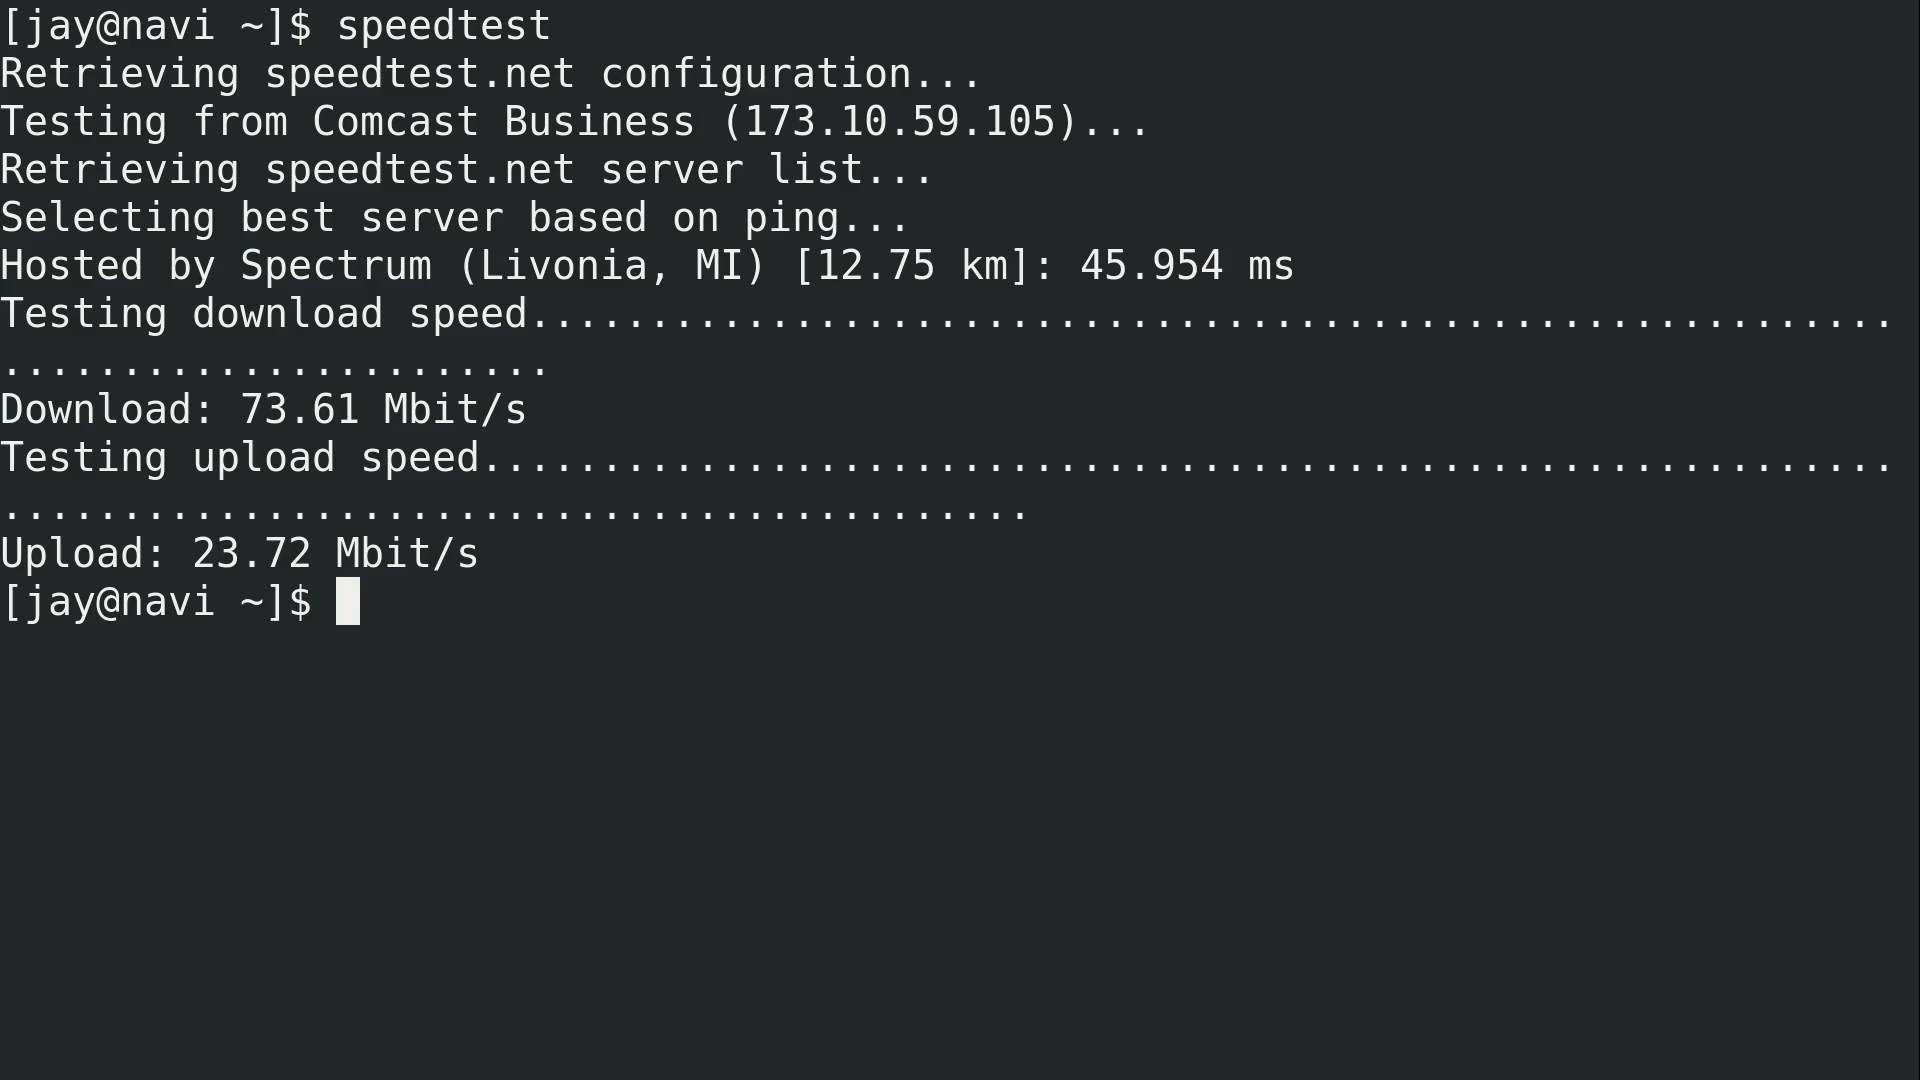 [jay@navi ~]$ speedtest
Retrieving speedtest.net configuration...
Testing from Comcast Business (173.10.59.105)...
Retrieving speedtest.net server list...
Selecting best server based on ping...
Hosted by Spectrum (Livonia, MI) [12.75 km]: 45.954 ms
Testing download speed.........................................................
.......................
Download: 73.61 Mbit/s
Testing upload speed...........................................................
...........................................
Upload: 23.72 Mbit/s
[jay@navi ~]$